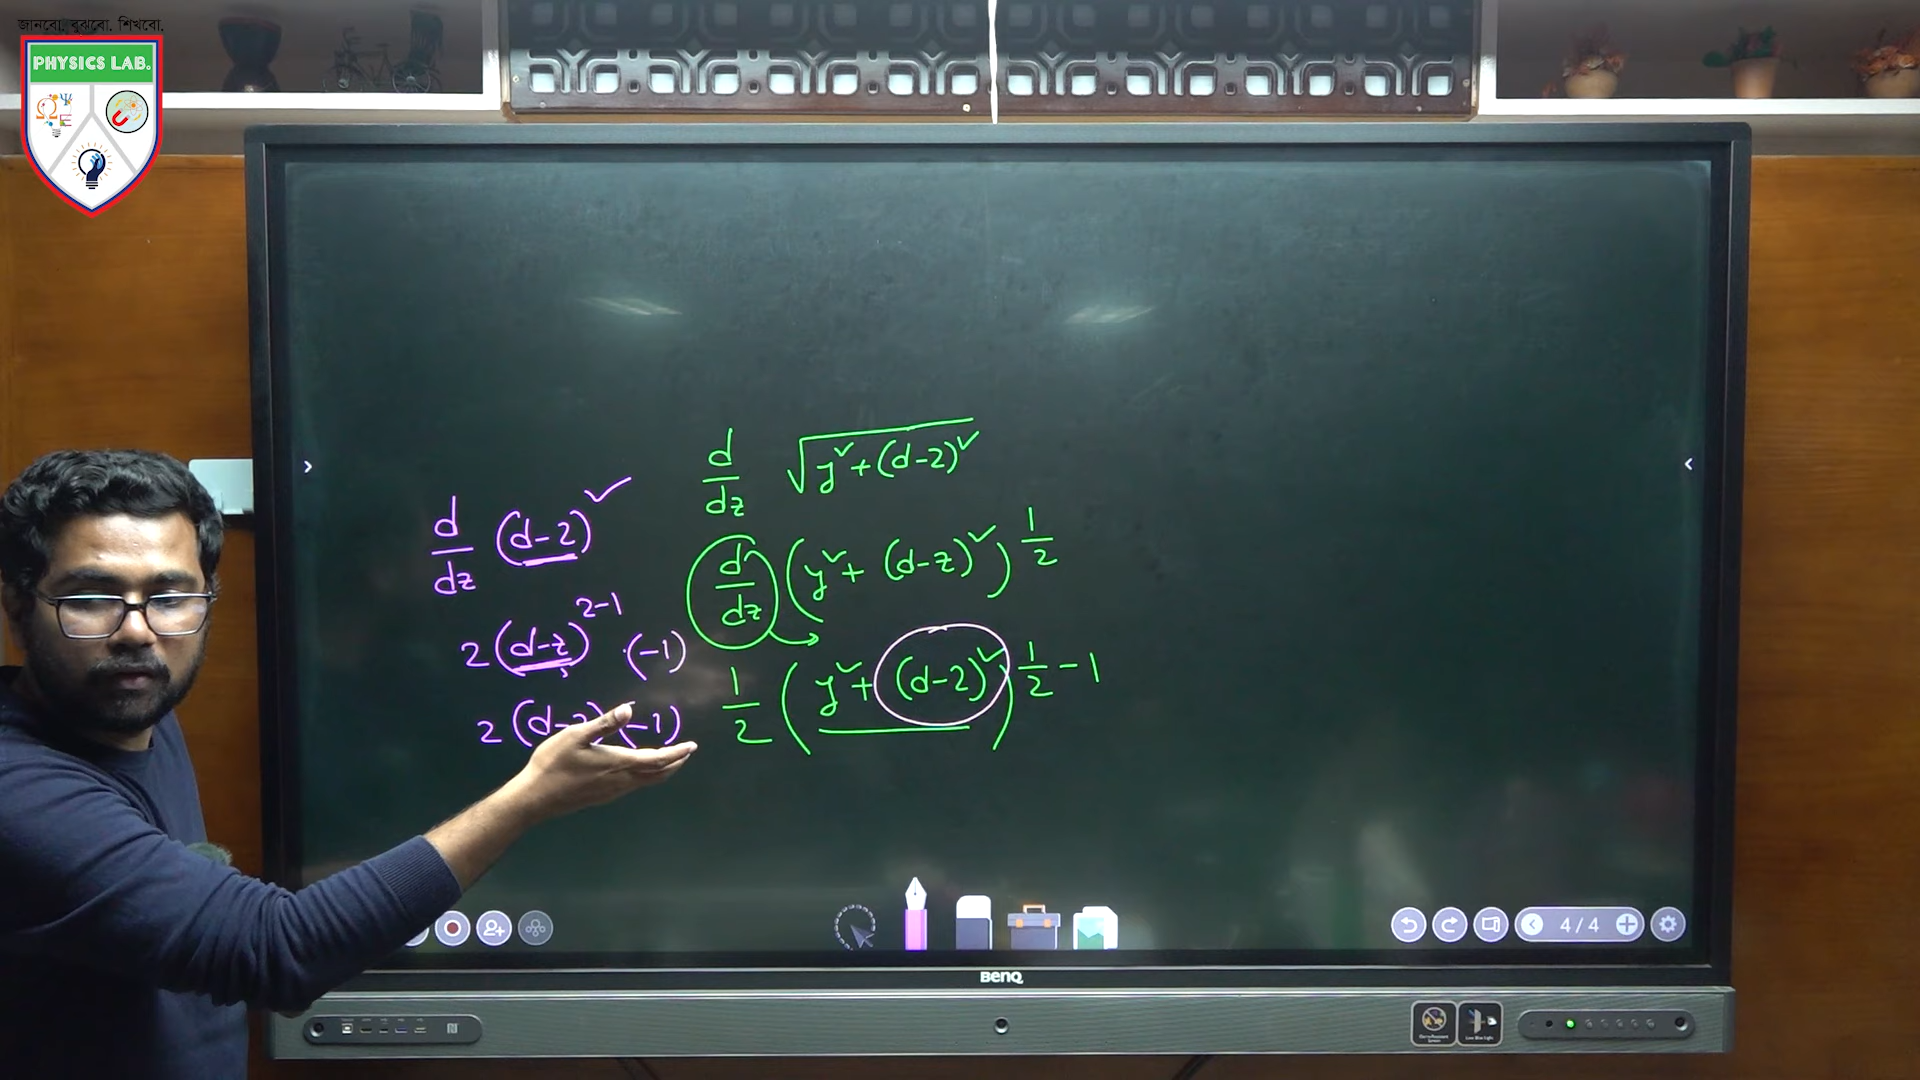 জানবো. বুঝবো. শিখবো.
PHYSICS LAB.
d/dz √(y² + (d-z)²)
d/dz (d-z)²
d/dz (y² + (d-z)²)^(1/2)
2(d-z)^(2-1) · (-1)
1/2 (y² + (d-z)²)^(1/2 - 1)
2(d-z)(-1)
4/4
BenQ